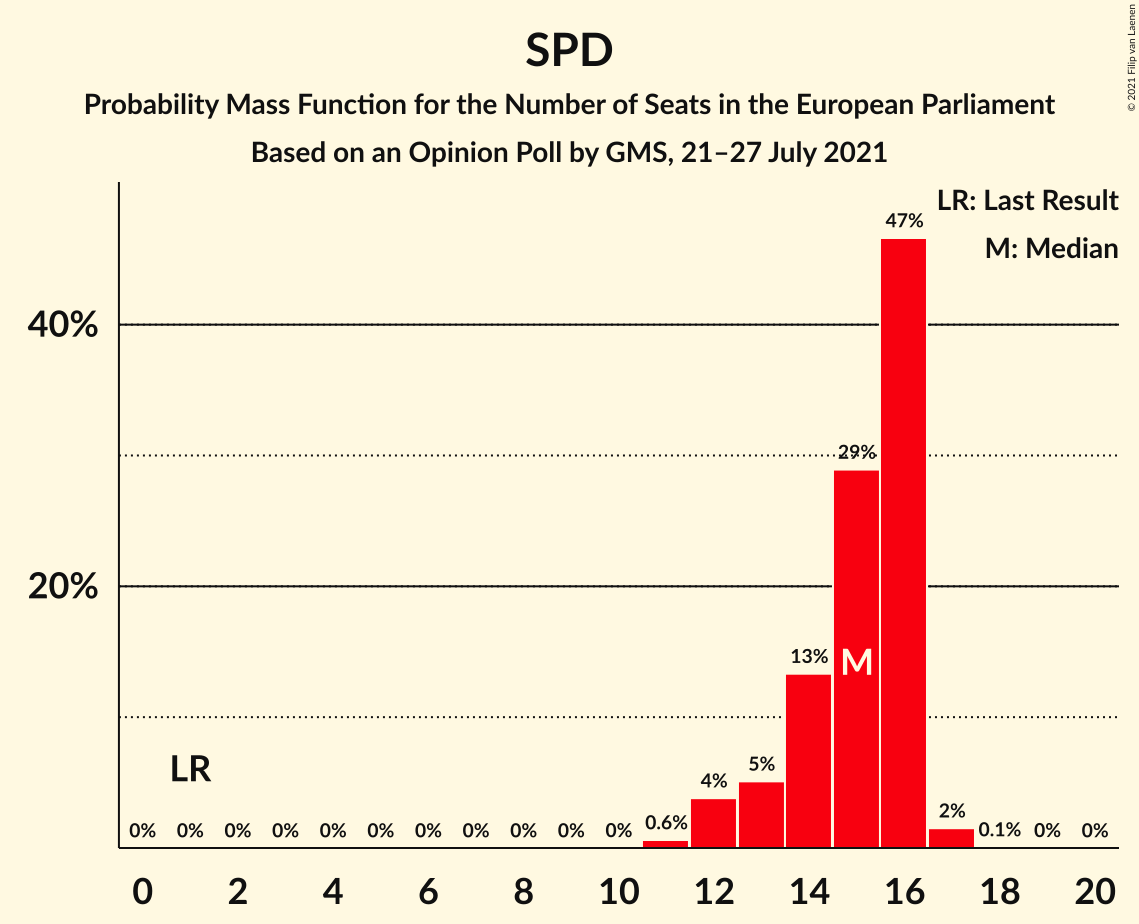 SPD
Probability Mass Function for the Number of Seats in the European Parliament
Based on an Opinion Poll by GMS, 21–27 July 2021
© 2021 Filip van Laenen
LR: Last Result
M: Median
40%
20%
47%
29%
13%
M
LR
0% 0% 0% 0% 0% 0% 0% 0% 0% 0% 0% 0.6% 4% 5% 2% 0.1% 0% 0%
0 2 4 6 8 10 12 14 16 18 20